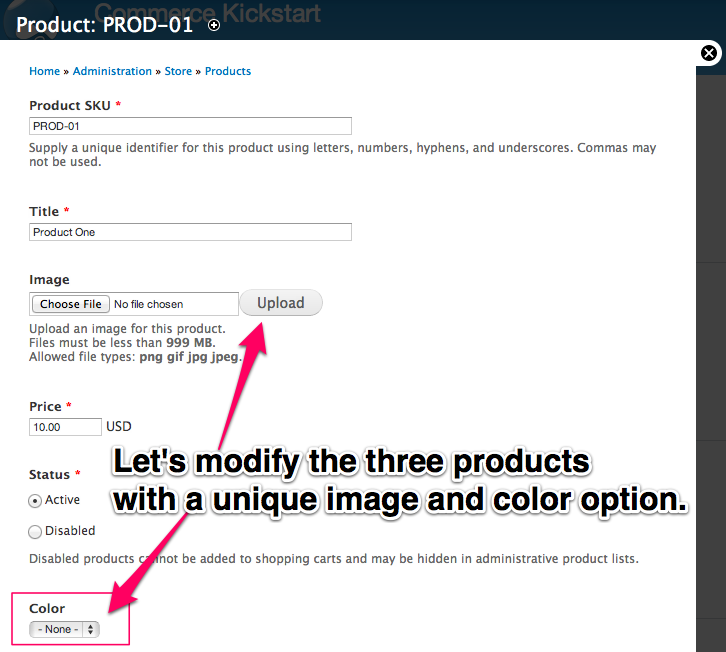 Commerce Kickstart
Product: PROD-01
Home » Administration » Store » Products
Product SKU *
PROD-01
Supply a unique identifier for this product using letters, numbers, hyphens, and underscores. Commas may
not be used.
Title *
Product One
Image
Choose File No file chosen Upload
Upload an image for this product.
Files must be less than 999 MB.
Allowed file types: png gif jpg jpeg.
Price *
10.00 USD
Let's modify the three products
with a unique image and color option.
Status *
Active
Disabled
Disabled products cannot be added to shopping carts and may be hidden in administrative product lists.
Color
- None -